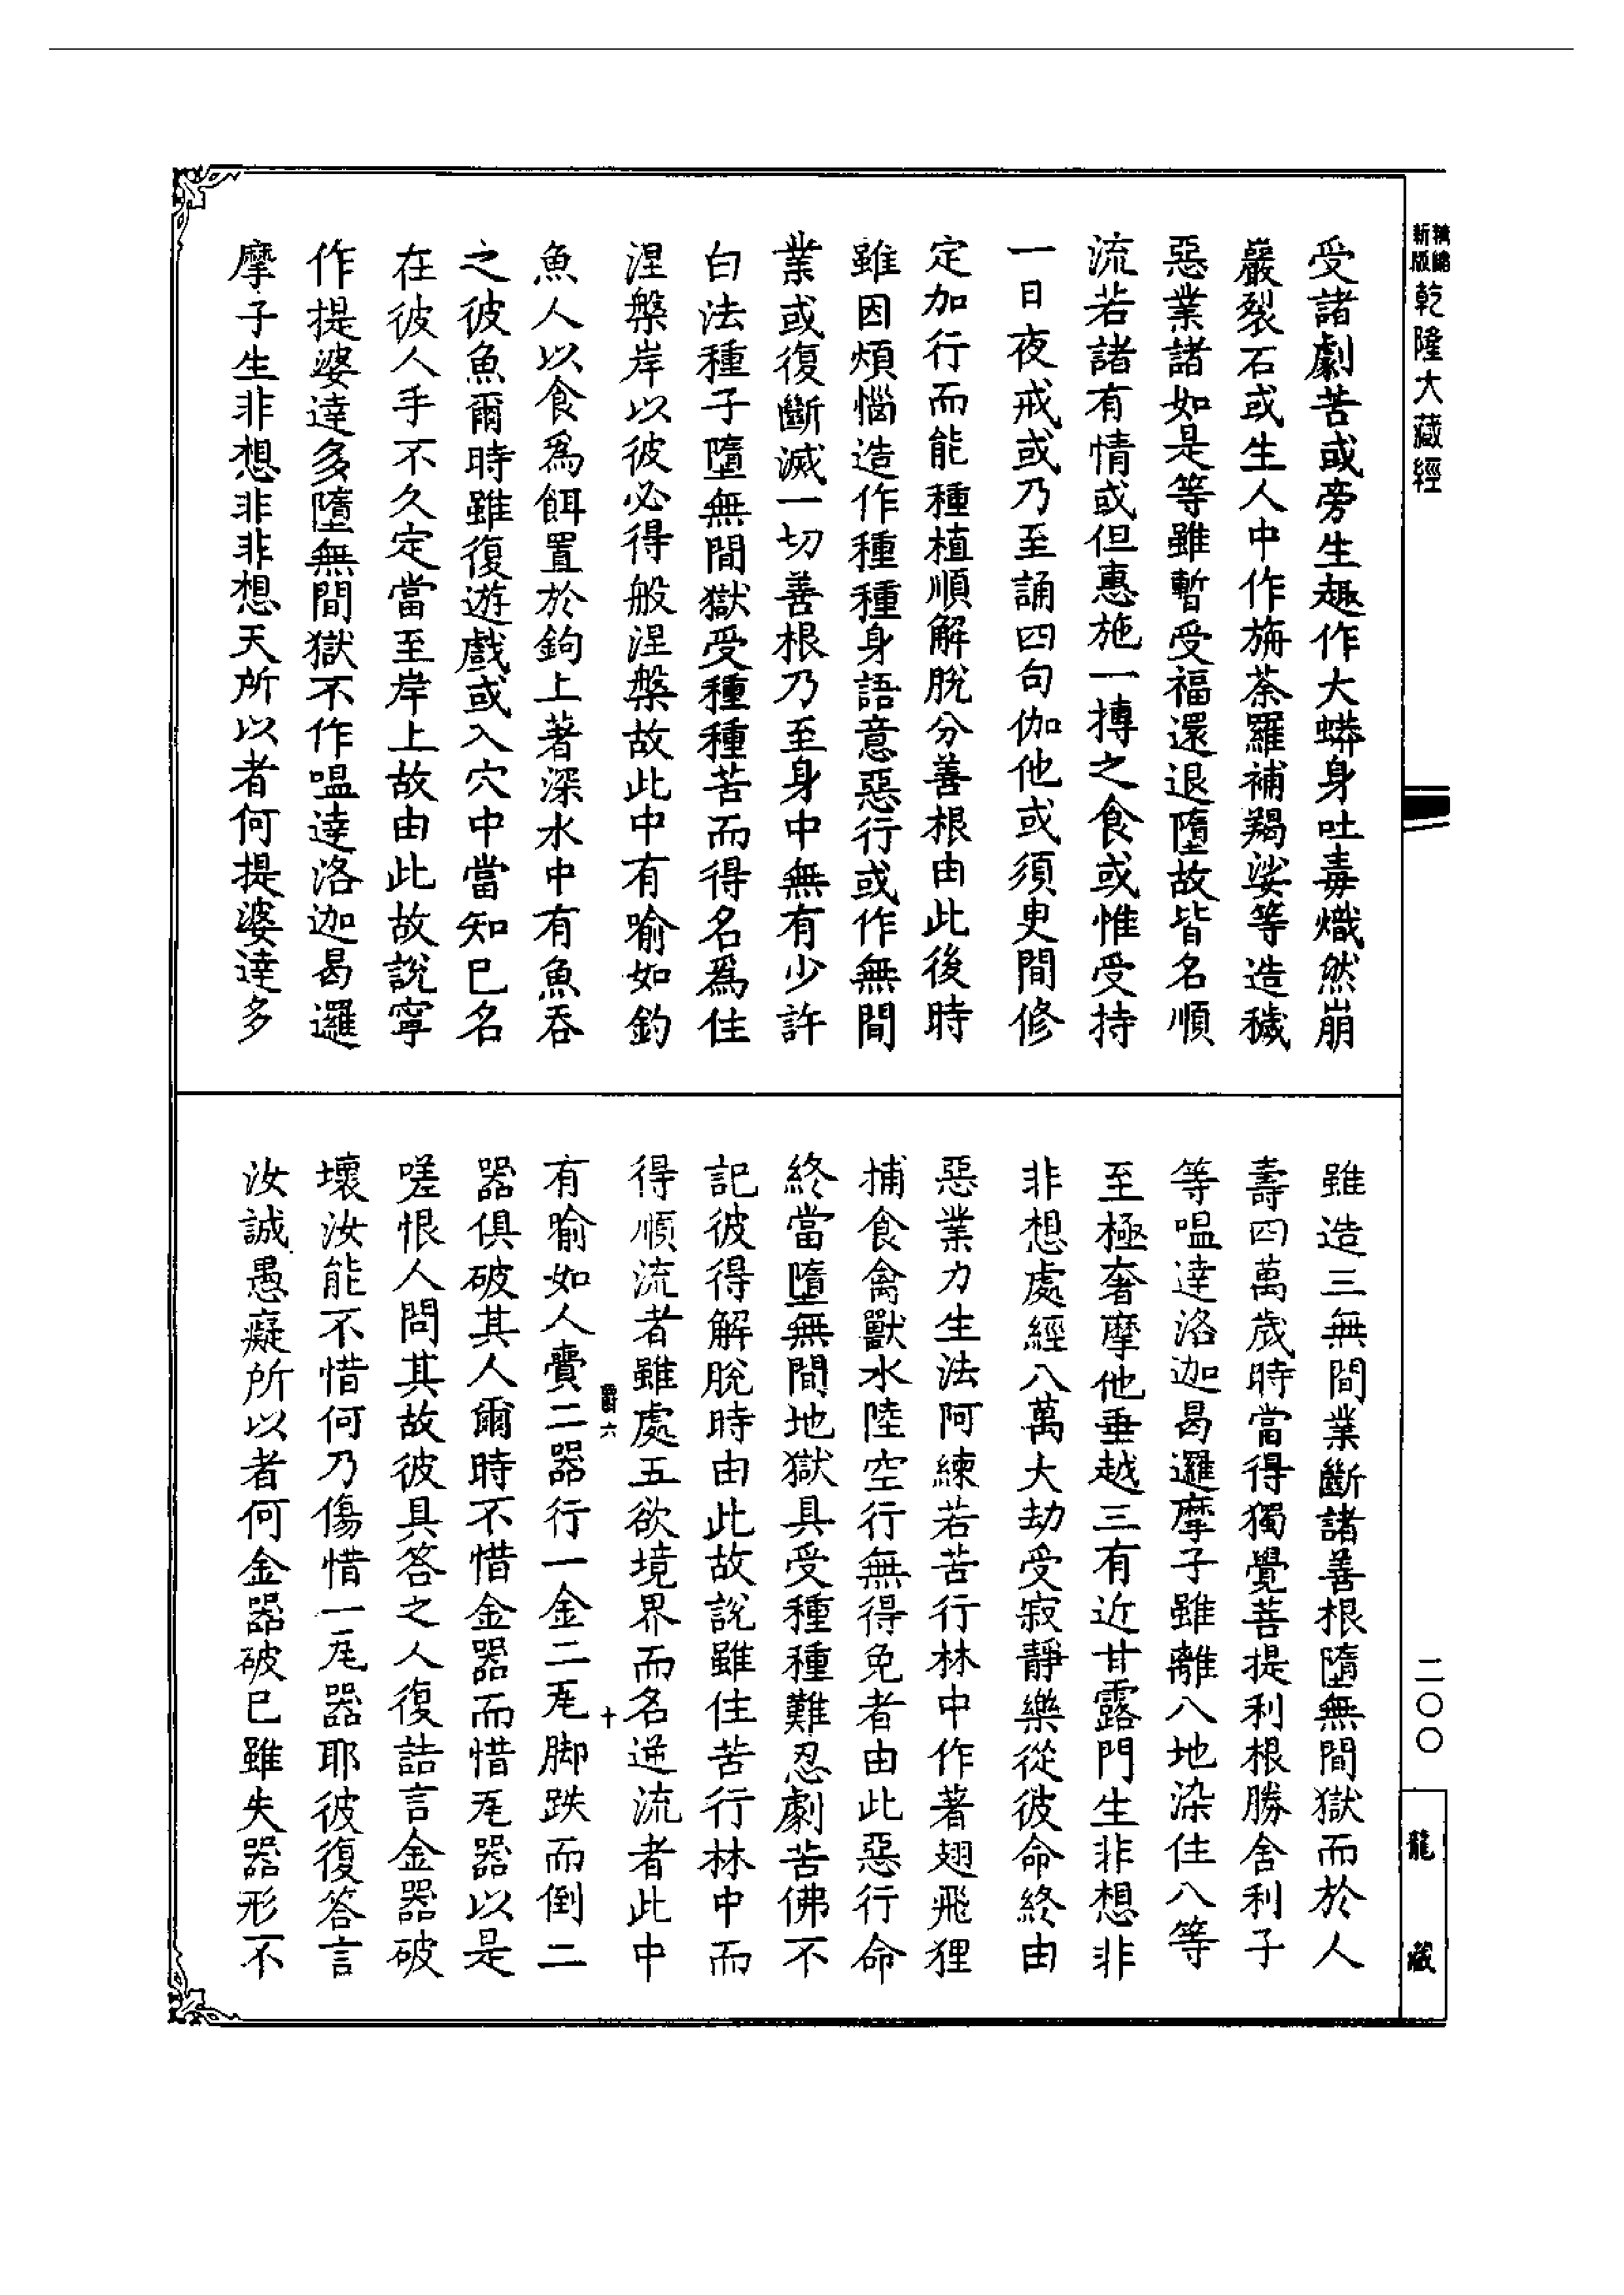 精縮
新版
乾隆大藏經
受諸劇苦或旁生趣作大蟒身吐毒熾然崩
巖裂石或生人中作旃荼羅補羯娑等造穢
惡業諸如是等雖暫受福還退墮故皆名順
流若諸有情或但惠施一摶之食或惟受持
一日夜戒或乃至誦四句伽他或須臾間修
定加行而能種植順解脫分善根由此後時
雖因煩惱造作種種身語意惡行或作無間
業或復斷滅一切善根乃至身中無有少許
白法種子墮無間獄受種種苦而得名爲住
涅槃岸以彼必得般涅槃故此中有喻如釣
魚人以食爲餌置於鉤上著深水中有魚吞
之彼魚爾時雖復遊戲或入穴中當知已名
在彼人手不久定當至岸上故由此故說寧
作提婆達多墮無間獄不作嗢達洛迦曷邏
摩子生非想非非想天所以者何提婆達多
雖造三無間業斷諸善根墮無間獄而於人
壽四萬歲時當得獨覺菩提利根勝舍利子
等嗢達洛迦曷邏摩子雖離八地染住八等
至極奢摩他垂越三有近甘露門生非想非
非想處經八萬大劫受寂靜樂從彼命終由
惡業力生法阿練若苦行林中作著翅飛狸
捕食禽獸水陸空行無得免者由此惡行命
終當墮無間地獄具受種種難忍劇苦佛不
記彼得解脫時由此故說雖住苦行林中而
得順流者雖處五欲境界而名逆流者此中
六 十
有喻如人賷二器行一金二瓦脚跌而倒二
器俱破其人爾時不惜金器而惜瓦器以是
嗟恨人問其故彼具答之人復詰言金器破
壞汝能不惜何乃傷惜一瓦器耶彼復答言
汝誠愚癡所以者何金器破已雖失器形不
二〇〇
龍藏